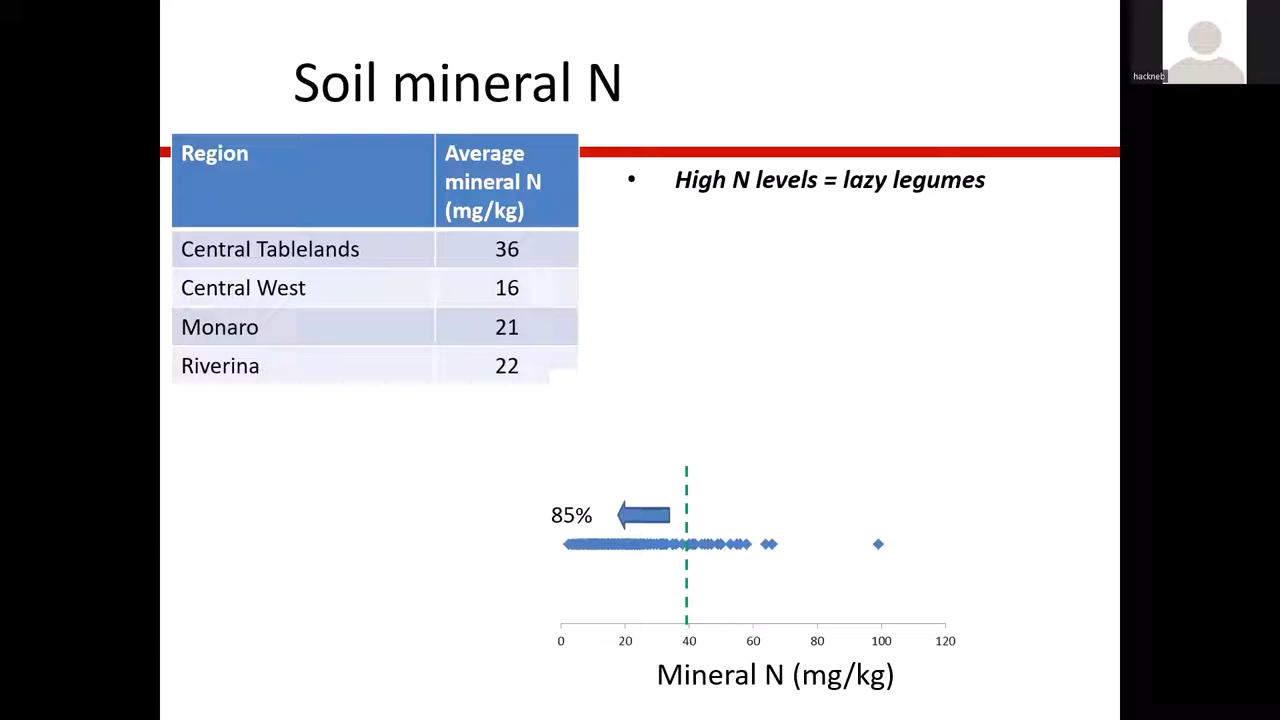 Soil mineral N
hackneb
Region
Average
mineral N
(mg/kg)
Central Tablelands 36
Central West 16
Monaro 21
Riverina 22
• High N levels = lazy legumes
85%
0 20 40 60 80 100 120
Mineral N (mg/kg)